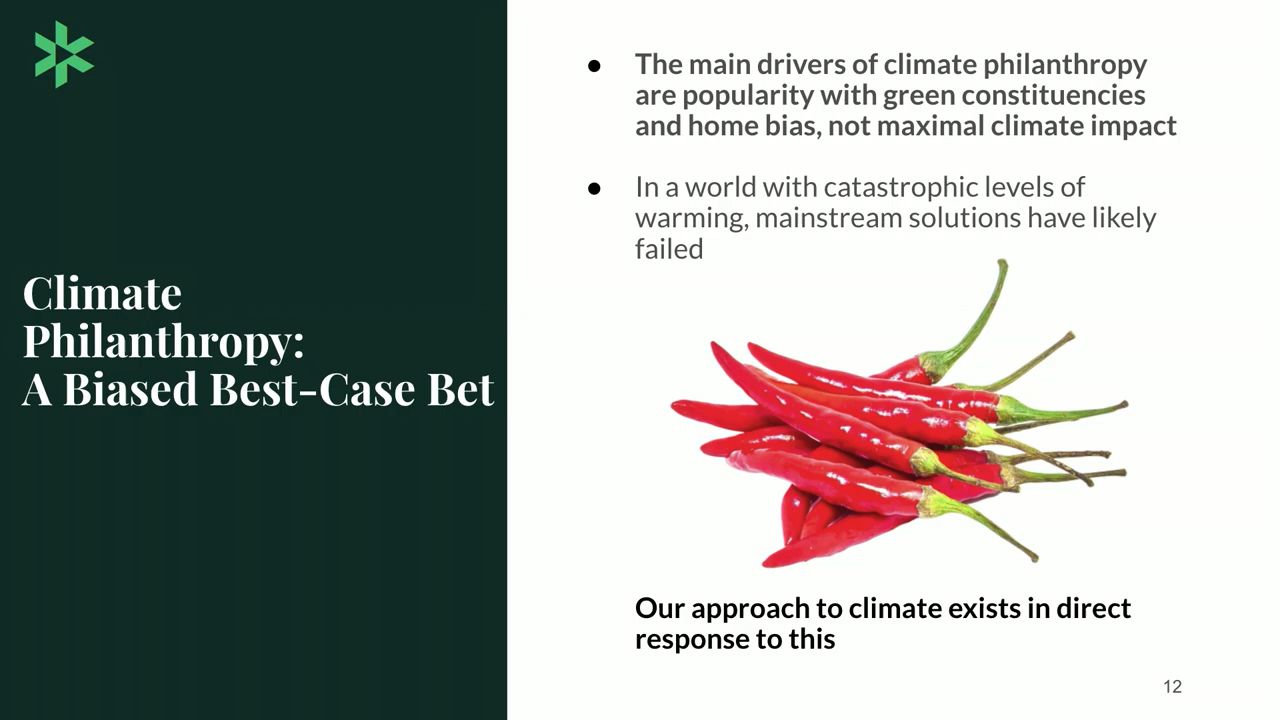 Climate
Philanthropy:
A Biased Best-Case Bet
● The main drivers of climate philanthropy
are popularity with green constituencies
and home bias, not maximal climate impact
● In a world with catastrophic levels of
warming, mainstream solutions have likely
failed
Our approach to climate exists in direct
response to this
12